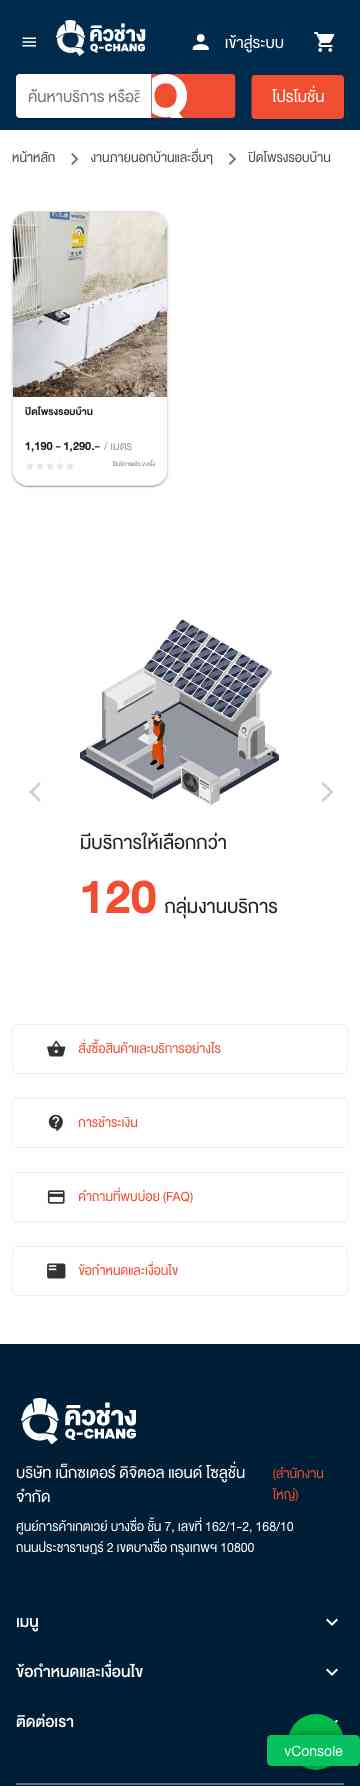 คิวช่าง
Q-CHANG
เข้าสู่ระบบ
ค้นหาบริการ หรือสิ
โปรโมชั่น
หน้าหลัก
งานภายนอกบ้านและอื่นๆ
ปิดโพรงรอบบ้าน
ปิดโพรงรอบบ้าน
1,190 - 1,290.- / เมตร
มีบริการให้เลือกกว่า
120 กลุ่มงานบริการ
สั่งซื้อสินค้าและบริการอย่างไร
การชำระเงิน
คำถามที่พบบ่อย (FAQ)
ข้อกำหนดและเงื่อนไข
คิวช่าง
Q-CHANG
บริษัท เน็กซเตอร์ ดิจิตอล แอนด์ โซลูชั่น
จำกัด
(สำนักงาน
ใหญ่)
ศูนย์การค้าเกตเวย์ บางซื่อ ชั้น 7, เลขที่ 162/1-2, 168/10
ถนนประชาราษฎร์ 2 เขตบางซื่อ กรุงเทพฯ 10800
เมนู
ข้อกำหนดและเงื่อนไข
ติดต่อเรา
vConsole